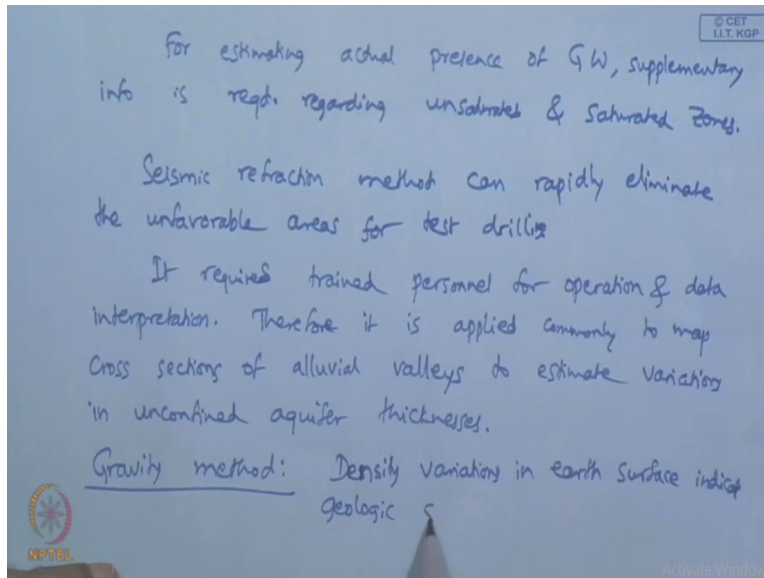 © CET
I.I.T. KGP
For estimating actual presence of GW, supplementary
info is reqd. regarding unsaturated & saturated zones.
Seismic refraction method can rapidly eliminate
the unfavorable areas for test drilling
It requires trained personnel for operation & data
interpretation. Therefore it is applied commonly to map
cross sections of alluvial valleys to estimate variations
in unconfined aquifer thicknesses.
Gravity method: Density variations in earth surface indicate
geologic S
NPTEL
Activate Window